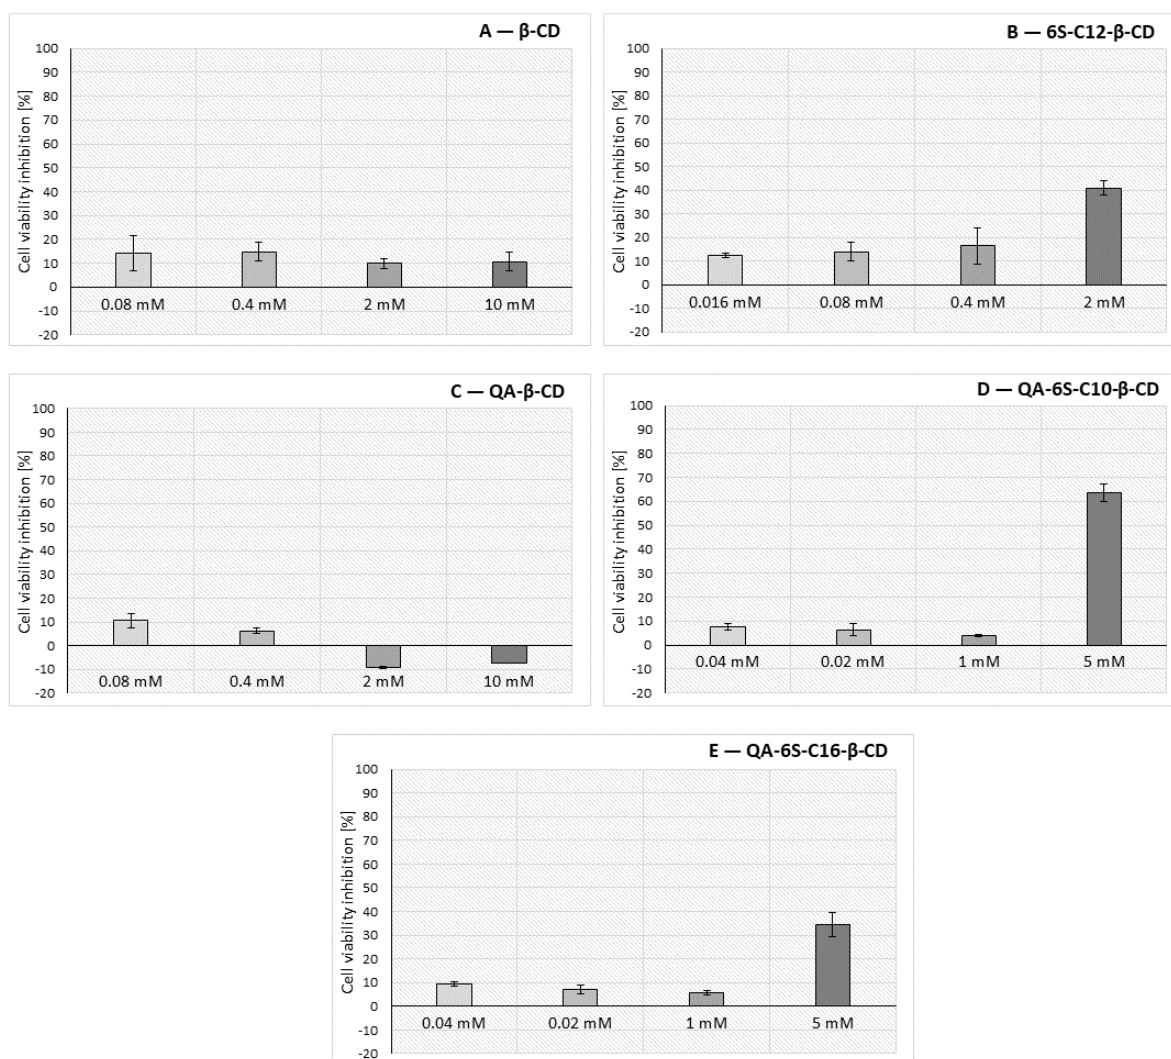 A — β-CD
Cell viability inhibition [%]
100
90
80
70
60
50
40
30
20
10
0
-10
-20
0.08 mM
0.4 mM
2 mM
10 mM
B — 6S-C12-β-CD
Cell viability inhibition [%]
100
90
80
70
60
50
40
30
20
10
0
-10
-20
0.016 mM
0.08 mM
0.4 mM
2 mM
C — QA-β-CD
Cell viability inhibition [%]
100
90
80
70
60
50
40
30
20
10
0
-10
-20
0.08 mM
0.4 mM
2 mM
10 mM
D — QA-6S-C10-β-CD
Cell viability inhibition [%]
100
90
80
70
60
50
40
30
20
10
0
-10
-20
0.04 mM
0.02 mM
1 mM
5 mM
E — QA-6S-C16-β-CD
Cell viability inhibition [%]
100
90
80
70
60
50
40
30
20
10
0
-10
-20
0.04 mM
0.02 mM
1 mM
5 mM